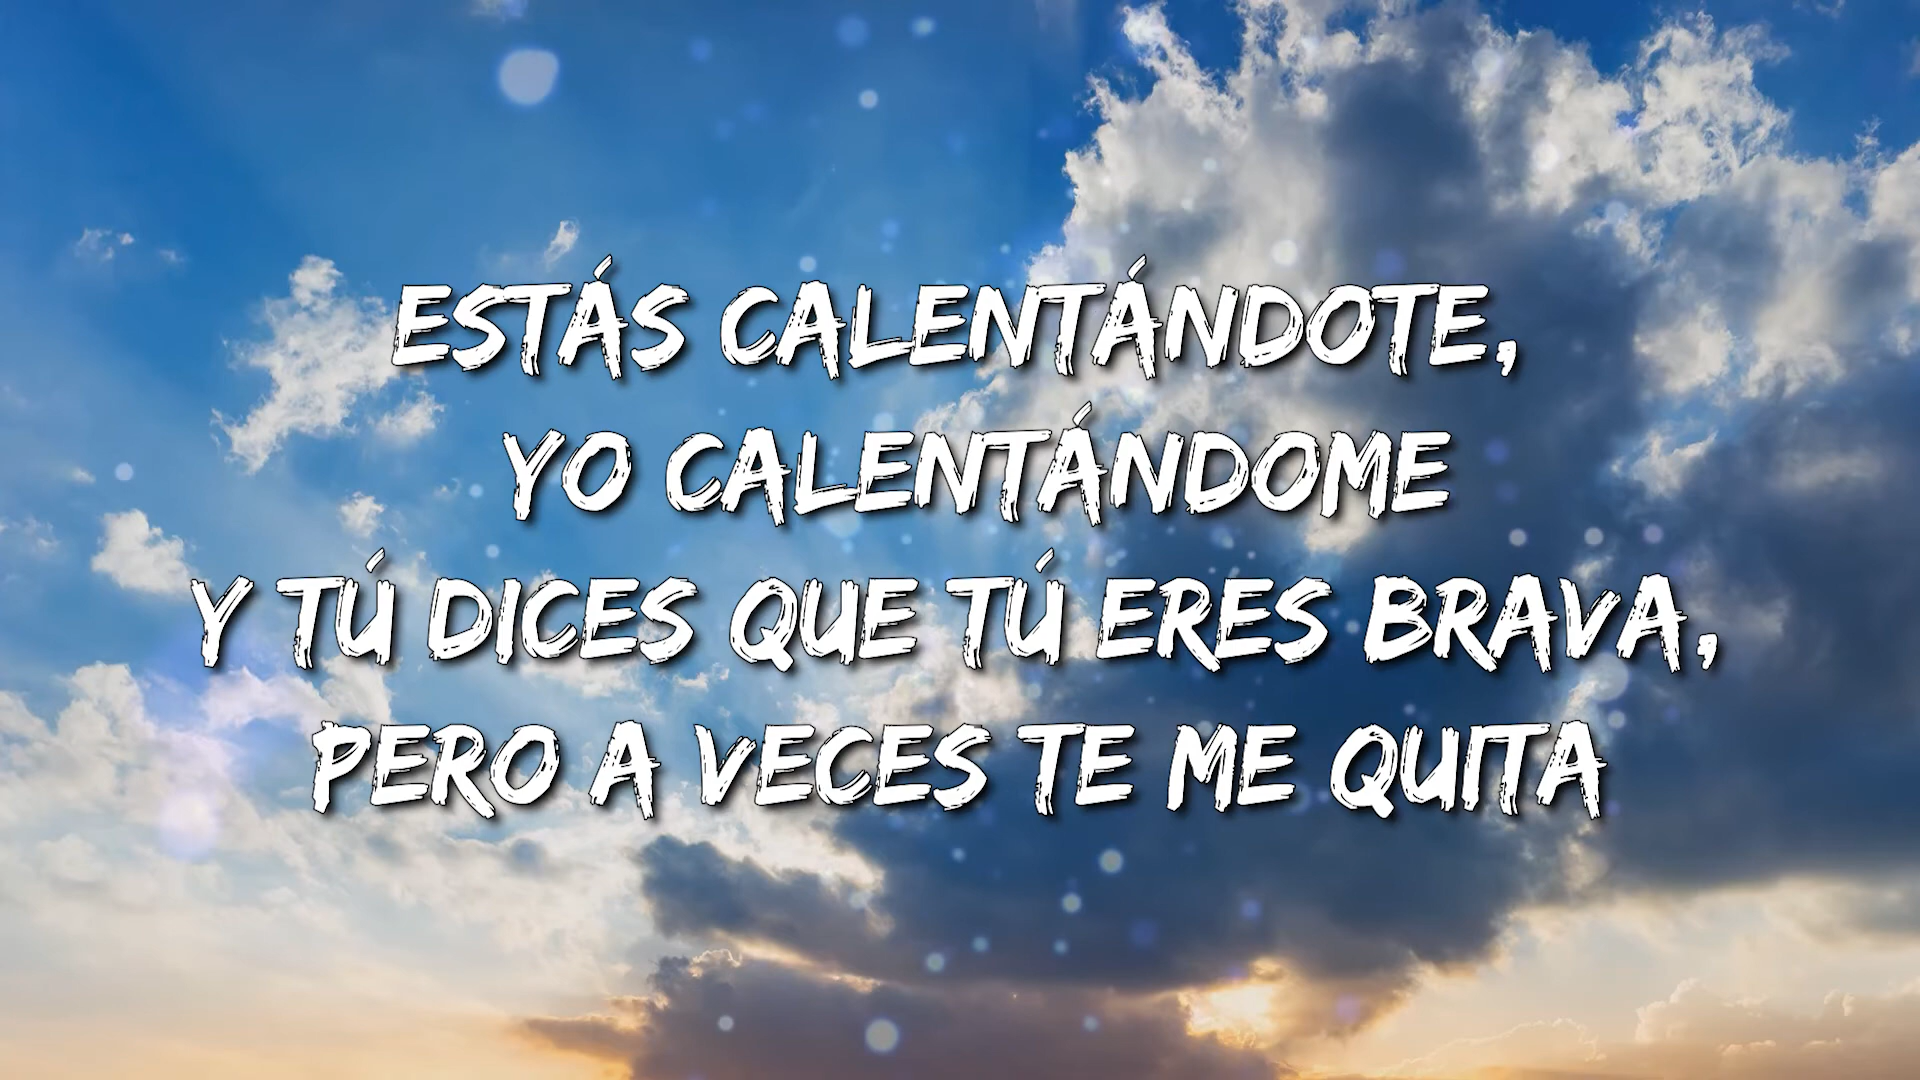 ESTÁS CALENTÁNDOTE,
YO CALENTÁNDOME
Y TÚ DICES QUE TÚ ERES BRAVA,
PERO A VECES TE ME QUITA